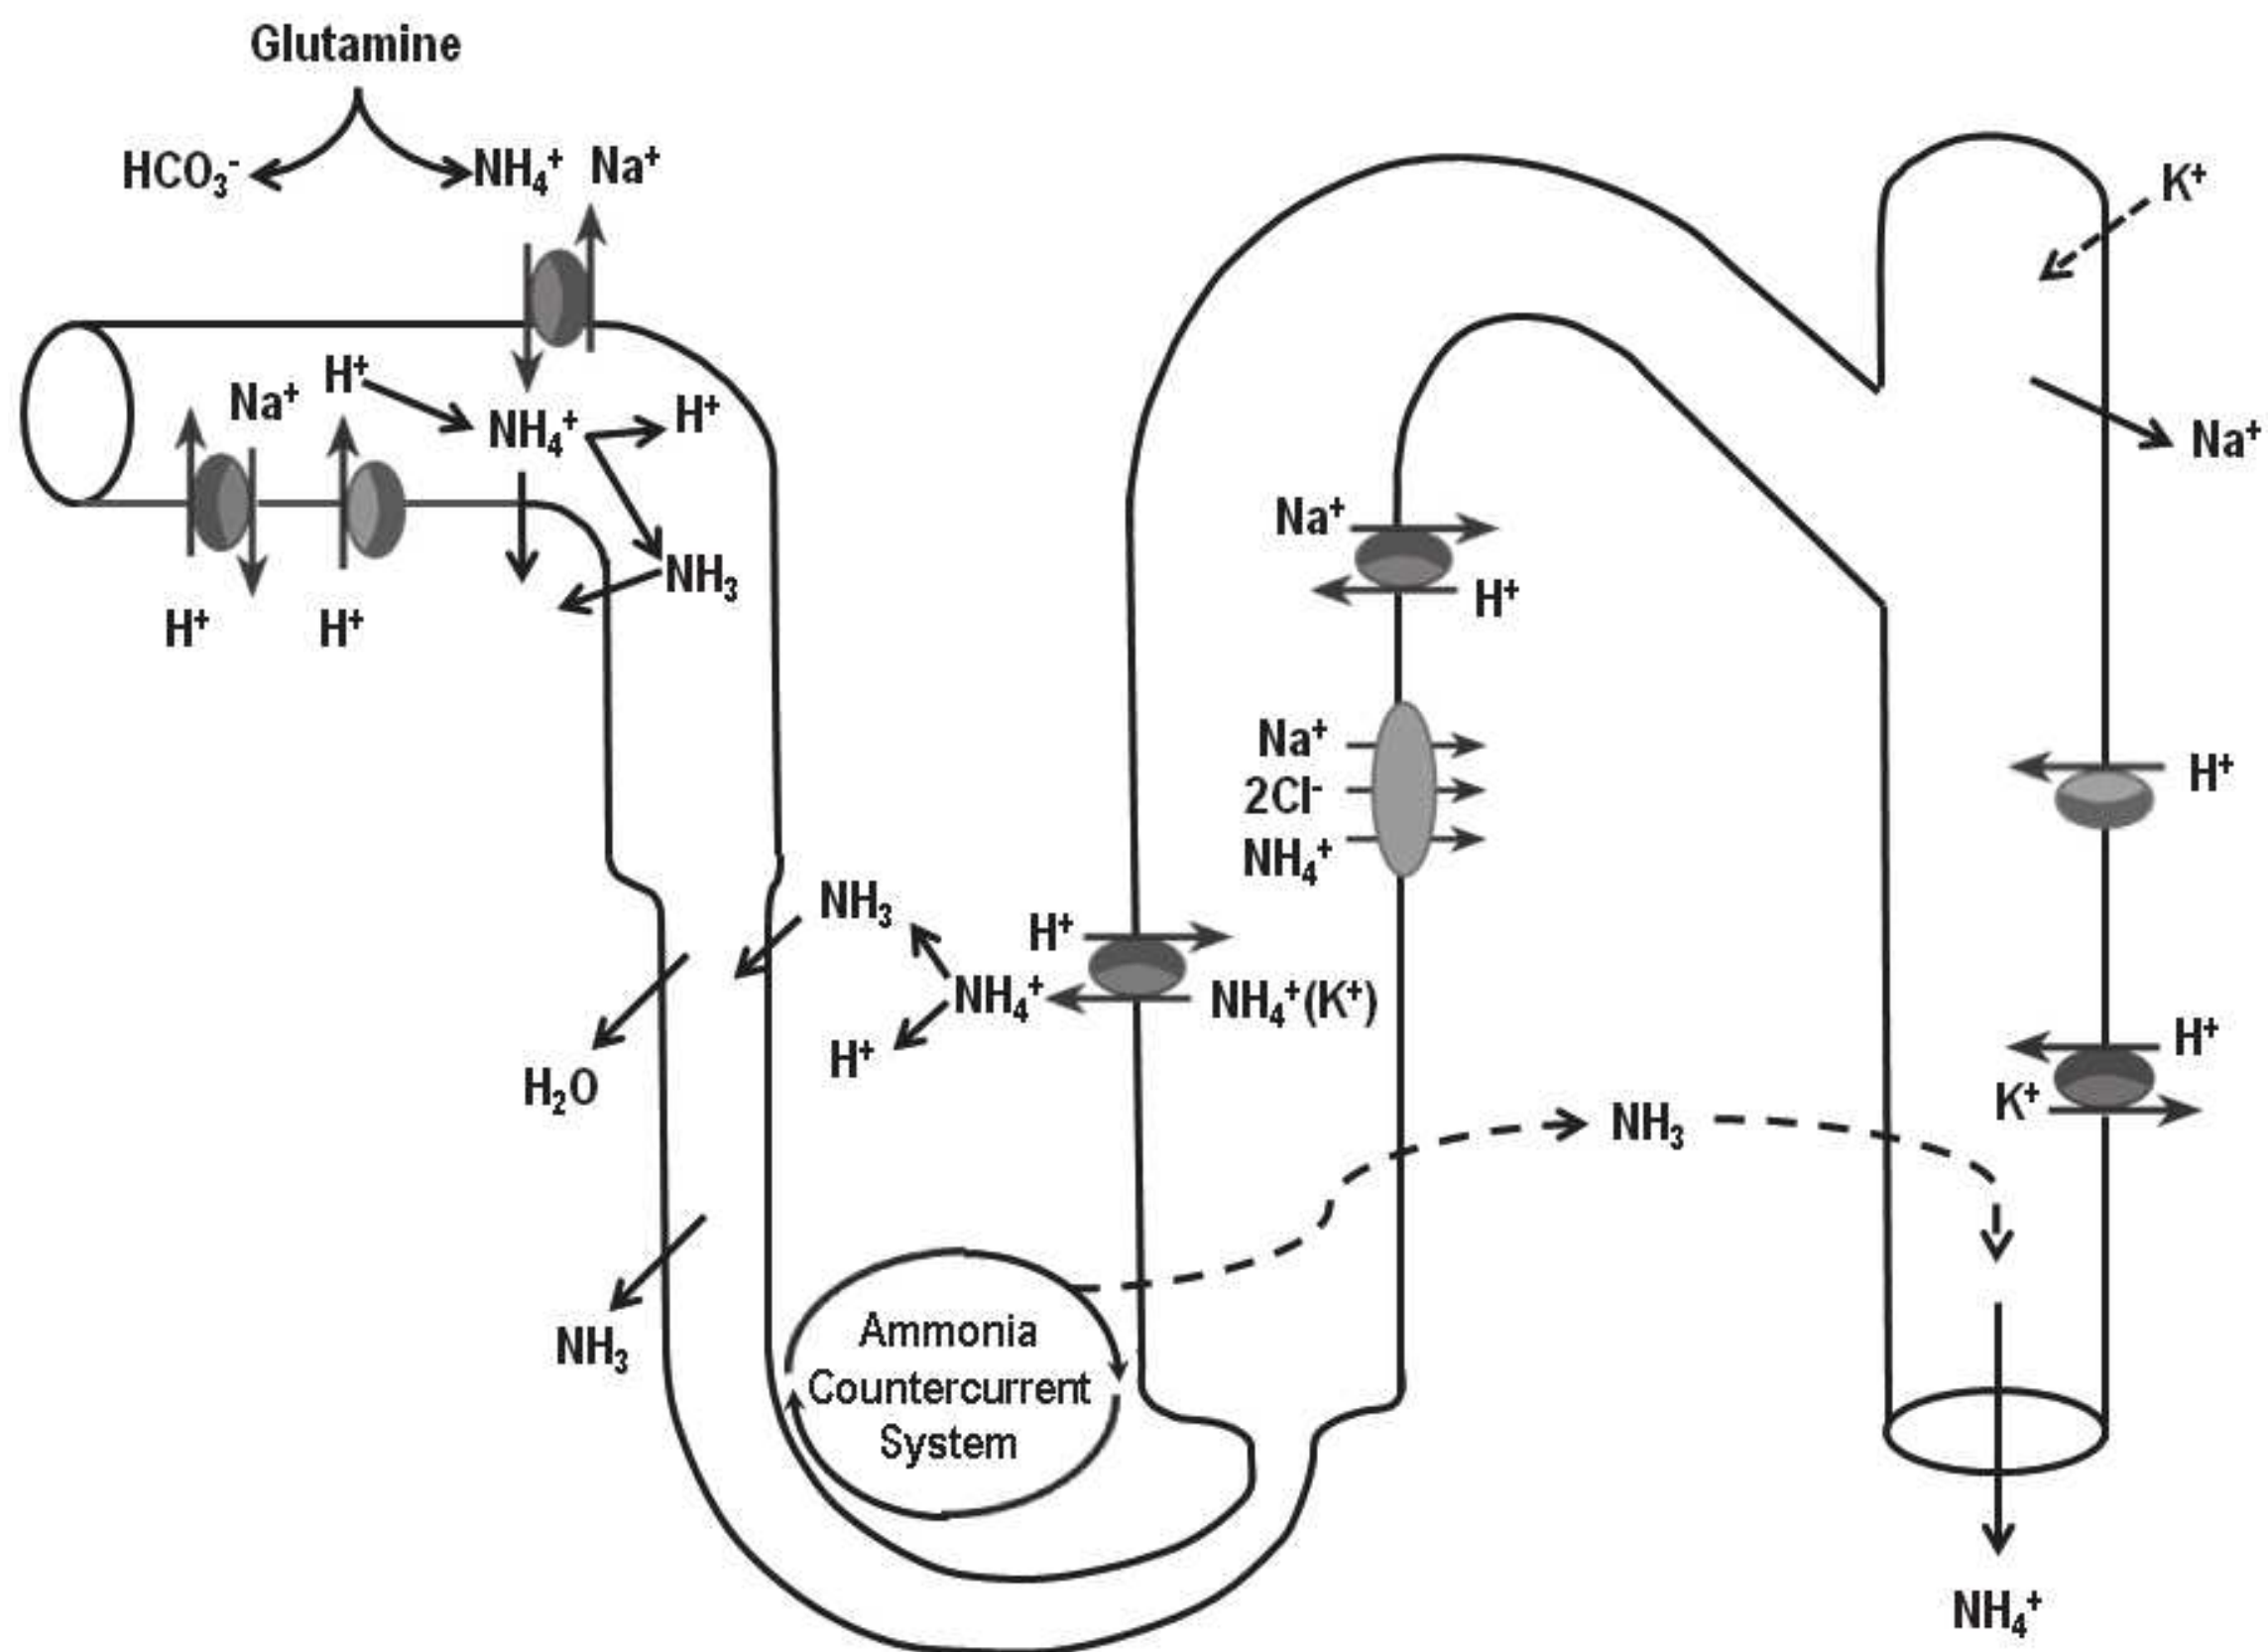 Glutamine
HCO₃⁻
NH₄⁺
Na⁺
K⁺
H⁺
Na⁺
NH₄⁺
H⁺
Na⁺
NH₃
H⁺
H⁺
Na⁺
H⁺
Na⁺
2Cl⁻
NH₄⁺
H⁺
NH₃
H⁺
NH₄⁺
NH₄⁺(K⁺)
H⁺
H₂O
H⁺
K⁺
NH₃
NH₃
Ammonia
Countercurrent
System
NH₄⁺